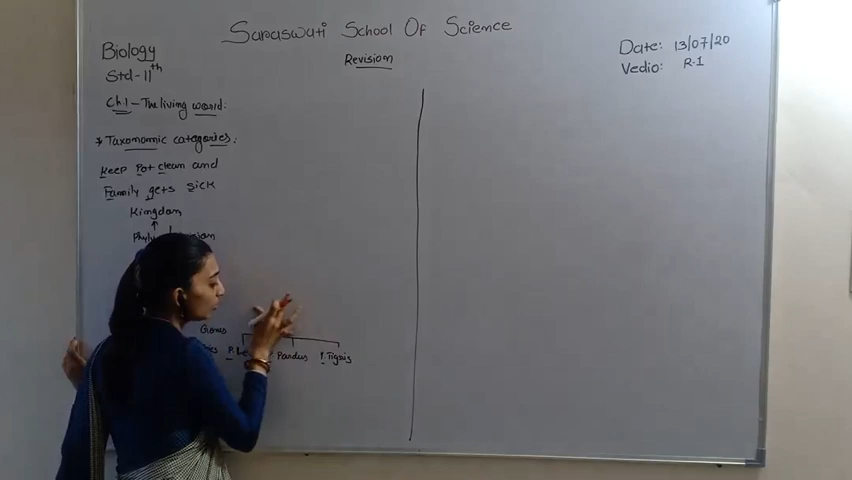 Saraswati School Of Science
Biology
Std-11th
Revision
Date: 13/07/20
Vedio: R.1
Ch.1 - The living world:
* Taxonomic categories:
Keep Pot clean and
Family gets sick
Kingdom
Genus
Pardus P. Tigris